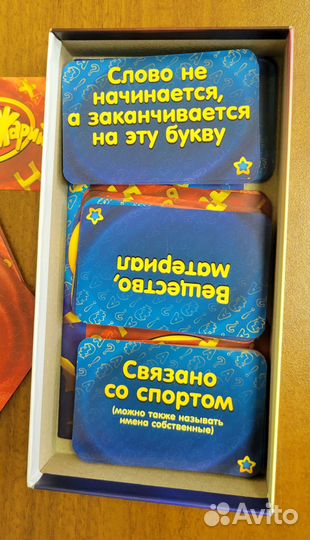 Слово не
начинается,
а заканчивается
на эту букву
Вещество,
материал
Связано
со спортом
(можно также называть
имена собственные)
Avito